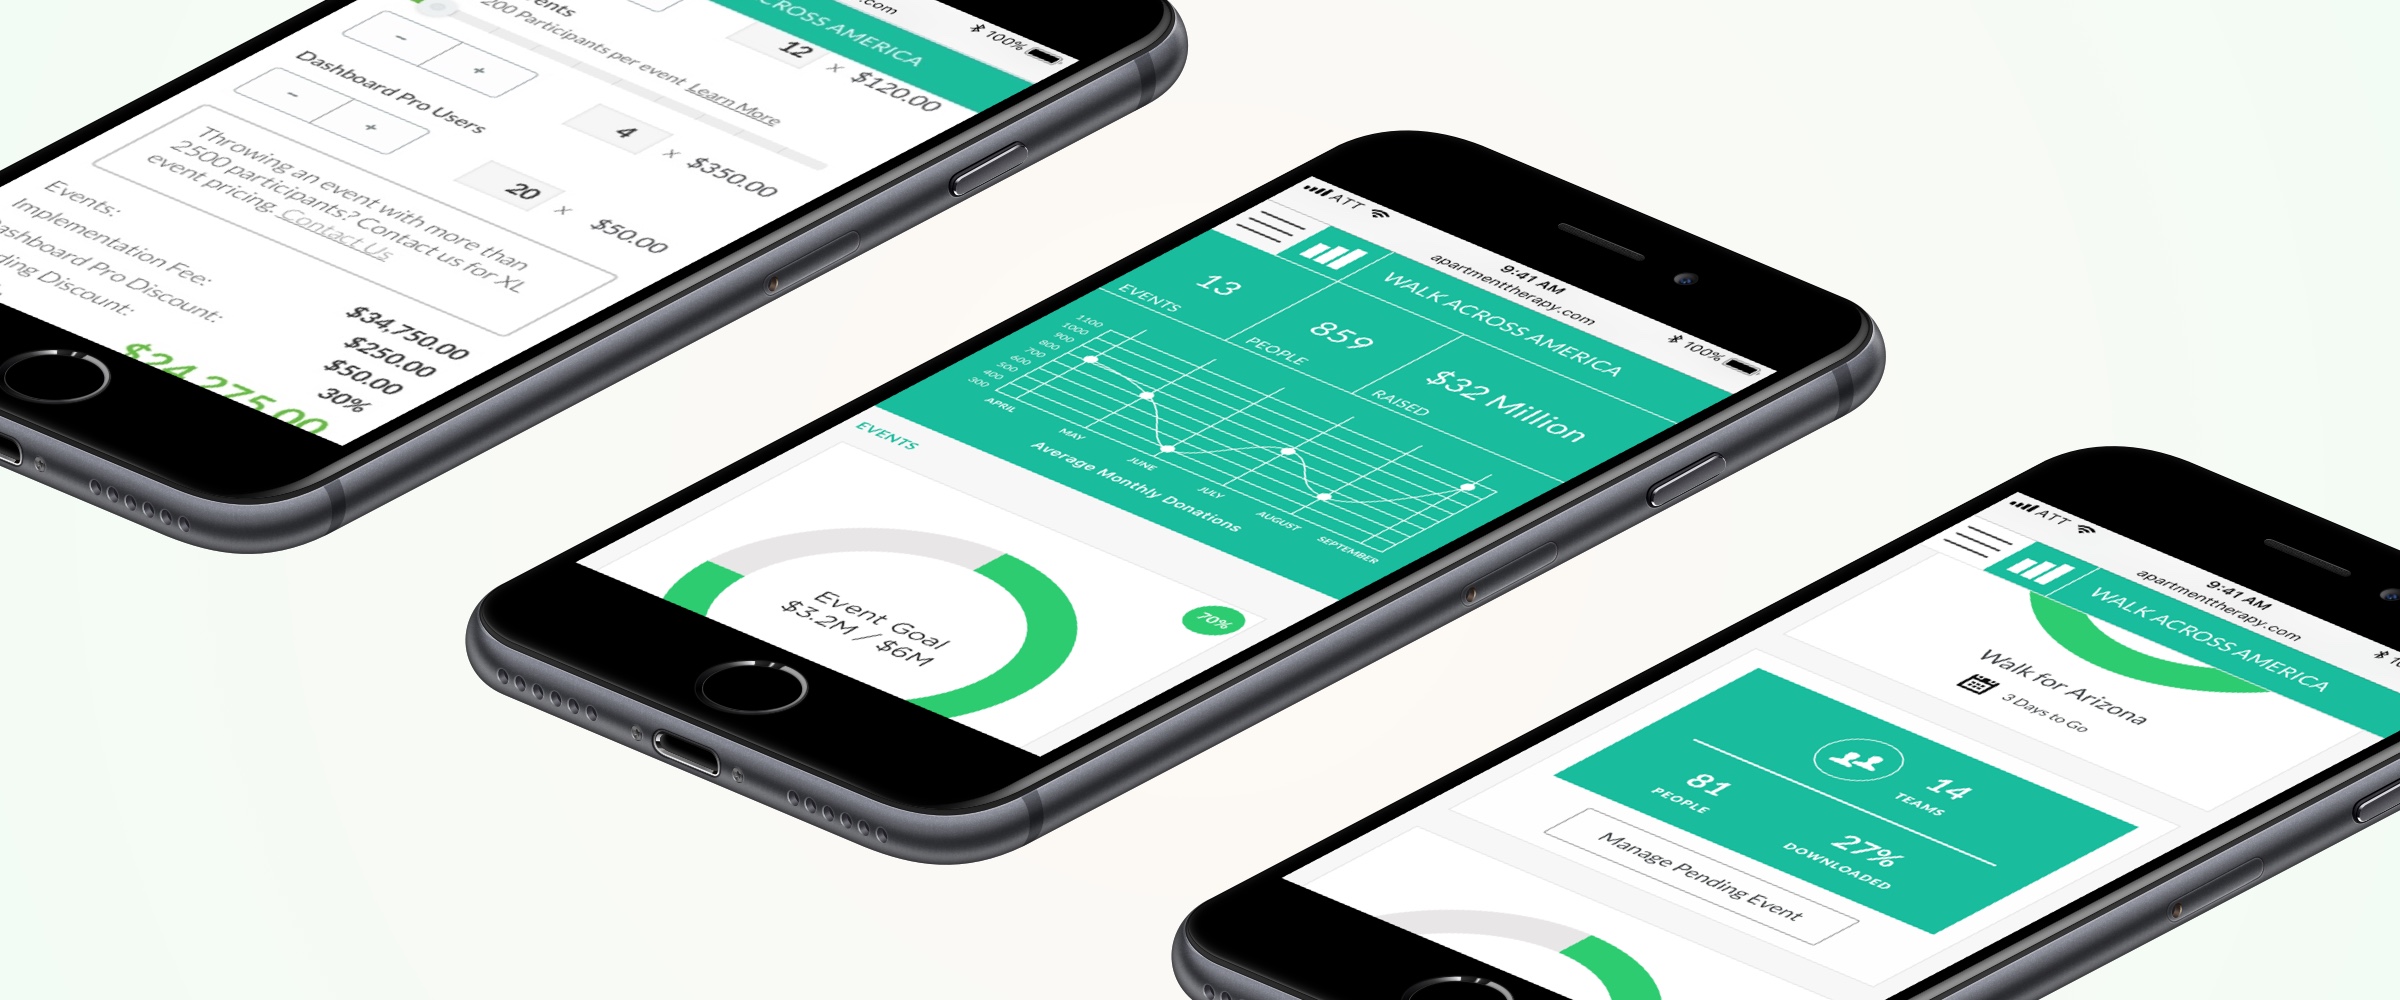 .com
100%
CROSS AMERICA
ents
200 Participants per event Learn More
12 x $120.00
- +
Dashboard Pro Users
4 x $350.00
- +
20 x $50.00
Throwing an event with more than
2500 participants? Contact us for XL
event pricing. Contact Us
Events: $34,750.00
Implementation Fee: $250.00
ashboard Pro Discount: $50.00
ding Discount: 30%
$24,275.00
ATT
9:41 AM
apartmenttherapy.com
100%
WALK ACROSS AMERICA
13
EVENTS
859
PEOPLE
$32 Million
RAISED
1100
1000
900
800
700
600
500
400
300
APRIL
MAY
JUNE
JULY
AUGUST
SEPTEMBER
Average Monthly Donations
EVENTS
70%
Event Goal
$3.2M / $6M
ATT
9:41 AM
apartmenttherapy.com
10
WALK ACROSS AMERICA
Walk for Arizona
3 Days to Go
14
TEAMS
81
PEOPLE
27%
DOWNLOADED
Manage Pending Event